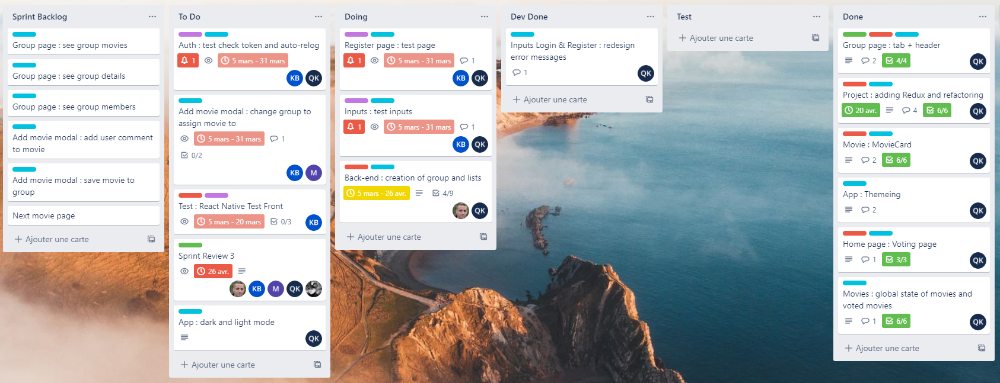 Sprint Backlog
Group page : see group movies
Group page : see group details
Group page : see group members
Add movie modal : add user comment
to movie
Add movie modal : save movie to
group
Next movie page
Ajouter une carte
To Do
Auth : test check token and auto-relog
1
5 mars - 31 mars
KB QK
Add movie modal : change group to
assign movie to
5 mars - 31 mars 1
0/2
KB M
Test : React Native Test Front
5 mars - 20 mars 0/3 KB
Sprint Review 3
26 avr.
KB M QK
App : dark and light mode
QK
Ajouter une carte
Doing
Register page : test page
1 5 mars - 31 mars 1
KB QK
Inputs : test inputs
1 5 mars - 31 mars 1
KB QK
Back-end : creation of group and lists
5 mars - 26 avr. 4/9
QK
Ajouter une carte
Dev Done
Inputs Login & Register : redesign
error messages
1 QK
Ajouter une carte
Test
Ajouter une carte
Done
Group page : tab + header
2 4/4 QK
Project : adding Redux and refactoring
20 avr. 4 6/6 QK
Movie : MovieCard
2 6/6 QK
App : Themeing
2 QK
Home page : Voting page
1 3/3 QK
Movies : global state of movies and
voted movies
1 6/6 QK
Ajouter une carte